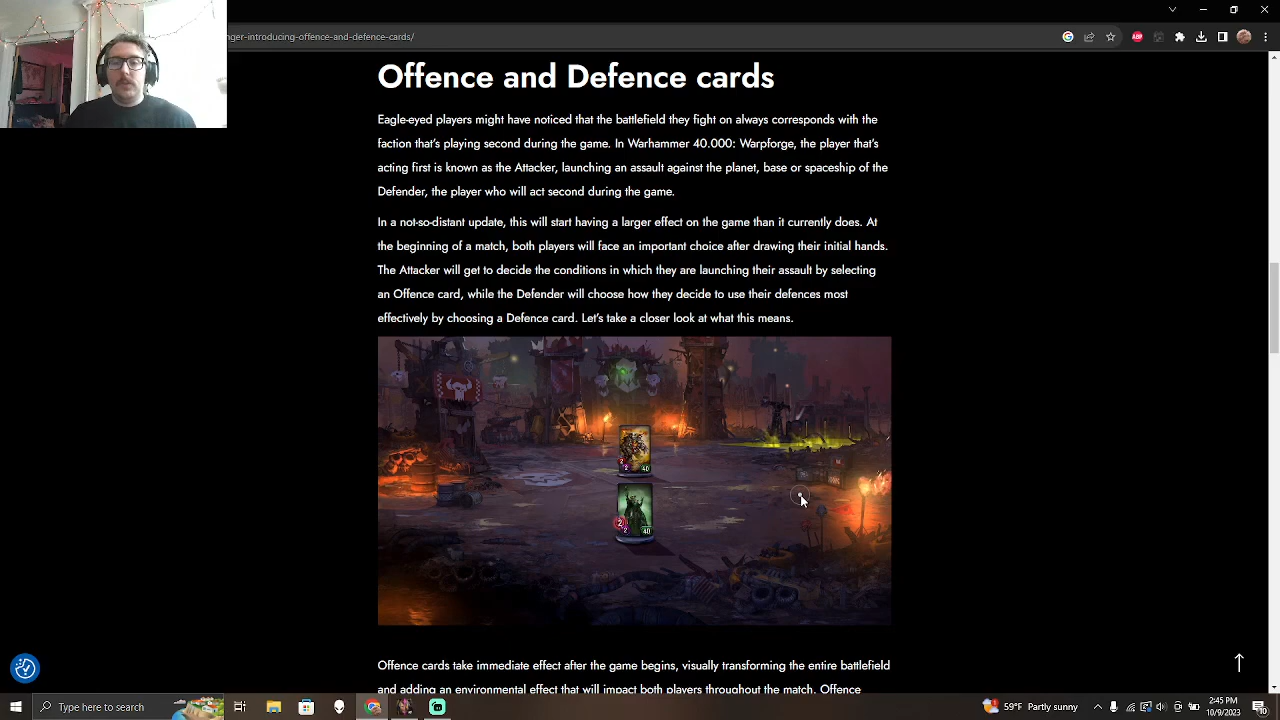 nger-introducing-offence-and-defence-cards/
Offence and Defence cards
Eagle-eyed players might have noticed that the battlefield they fight on always corresponds with the
faction that's playing second during the game. In Warhammer 40.000: Warpforge, the player that's
acting first is known as the Attacker, launching an assault against the planet, base or spaceship of the
Defender, the player who will act second during the game.
In a not-so-distant update, this will start having a larger effect on the game than it currently does. At
the beginning of a match, both players will face an important choice after drawing their initial hands.
The Attacker will get to decide the conditions in which they are launching their assault by selecting
an Offence card, while the Defender will choose how they decide to use their defences most
effectively by choosing a Defence card. Let's take a closer look at what this means.
2 40
2 40
Offence cards take immediate effect after the game begins, visually transforming the entire battlefield
and adding an environmental effect that will impact both players throughout the match. Offence
Type here to search
55°F Partly sunny
2:45 PM